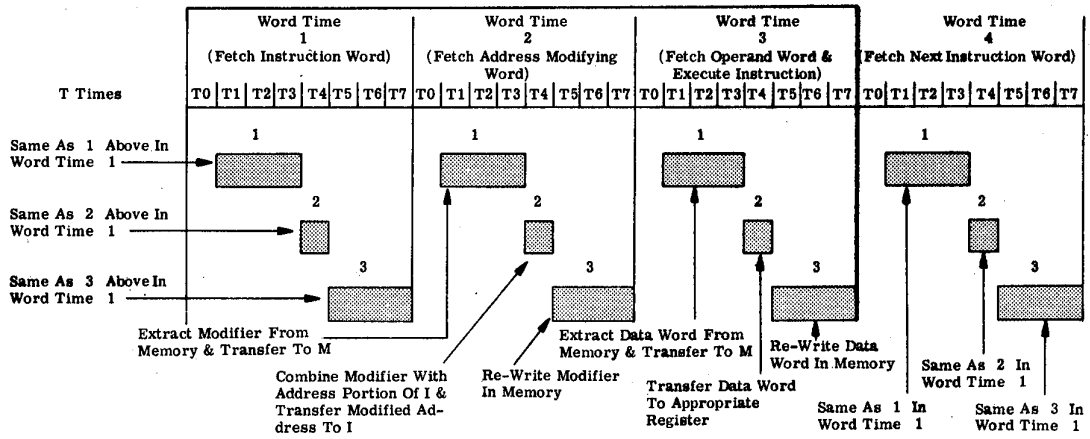 Word Time
1
(Fetch Instruction Word)
Word Time
2
(Fetch Address Modifying
Word)
Word Time
3
(Fetch Operand Word &
Execute Instruction)
Word Time
4
(Fetch Next Instruction Word)
T Times
T0 T1 T2 T3 T4 T5 T6 T7
T0 T1 T2 T3 T4 T5 T6 T7
T0 T1 T2 T3 T4 T5 T6 T7
T0 T1 T2 T3 T4 T5 T6 T7
Same As 1 Above In
Word Time 1
1
1
1
1
Same As 2 Above In
Word Time 1
2
2
2
2
Same As 3 Above In
Word Time 1
3
3
3
3
Extract Modifier From
Memory & Transfer To M
Combine Modifier With
Address Portion Of I &
Transfer Modified Ad-
dress To I
Re-Write Modifier
In Memory
Extract Data Word From
Memory & Transfer To M
Transfer Data Word
To Appropriate
Register
Re-Write Data
Word In Memory
Same As 1 In
Word Time 1
Same As 2 In
Word Time 1
Same As 3 In
Word Time 1